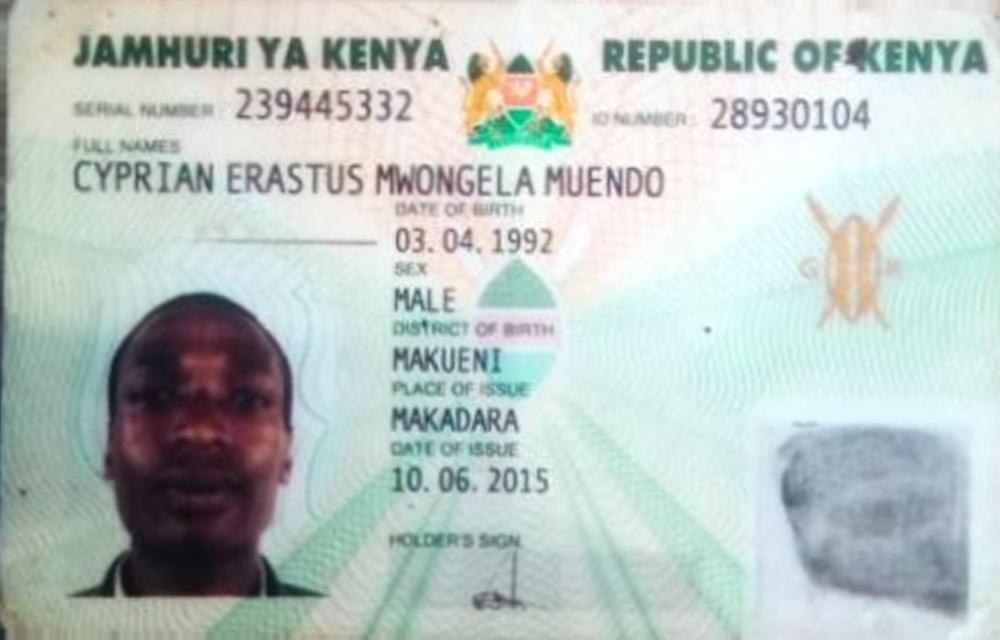 JAMHURI YA KENYA REPUBLIC OF KENYA
SERIAL NUMBER: 239445332 ID NUMBER: 28930104
FULL NAMES
CYPRIAN ERASTUS MWONGELA MUENDO
DATE OF BIRTH
03.04.1992
SEX
MALE
DISTRICT OF BIRTH
MAKUENI
PLACE OF ISSUE
MAKADARA
DATE OF ISSUE
10.06.2015
HOLDER'S SIGN.